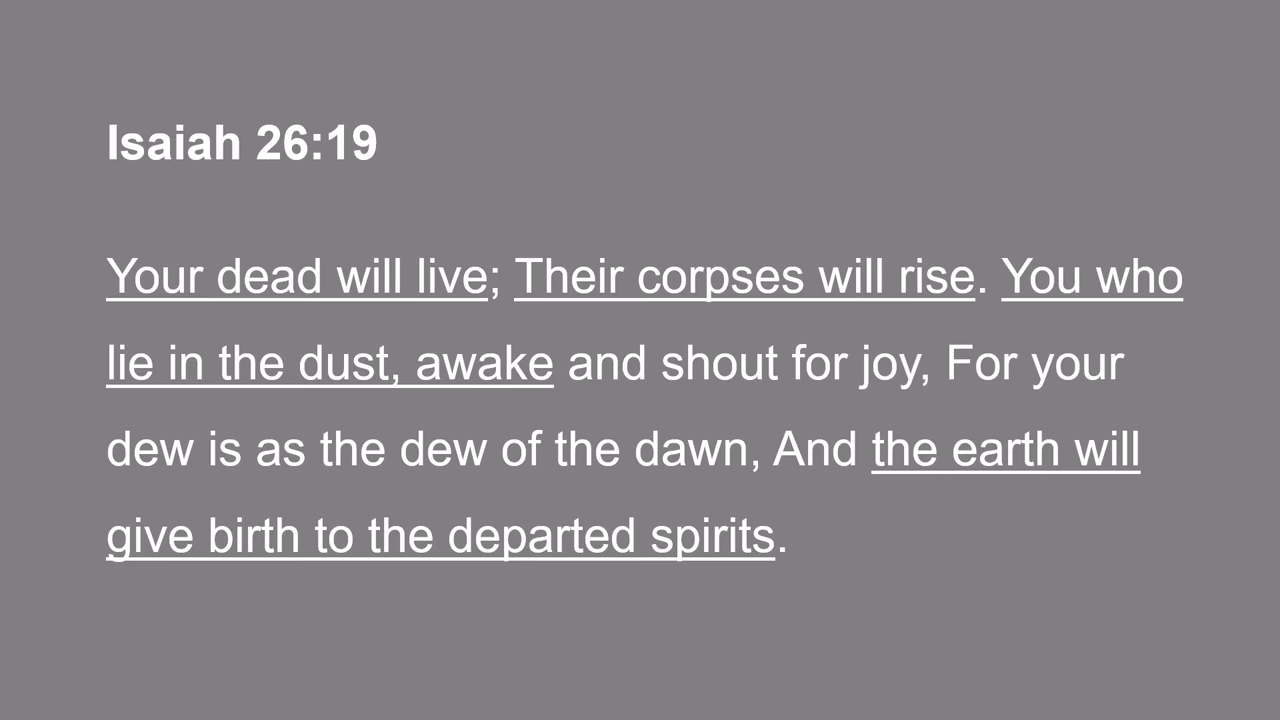 Isaiah 26:19
Your dead will live; Their corpses will rise. You who
lie in the dust, awake and shout for joy, For your
dew is as the dew of the dawn, And the earth will
give birth to the departed spirits.